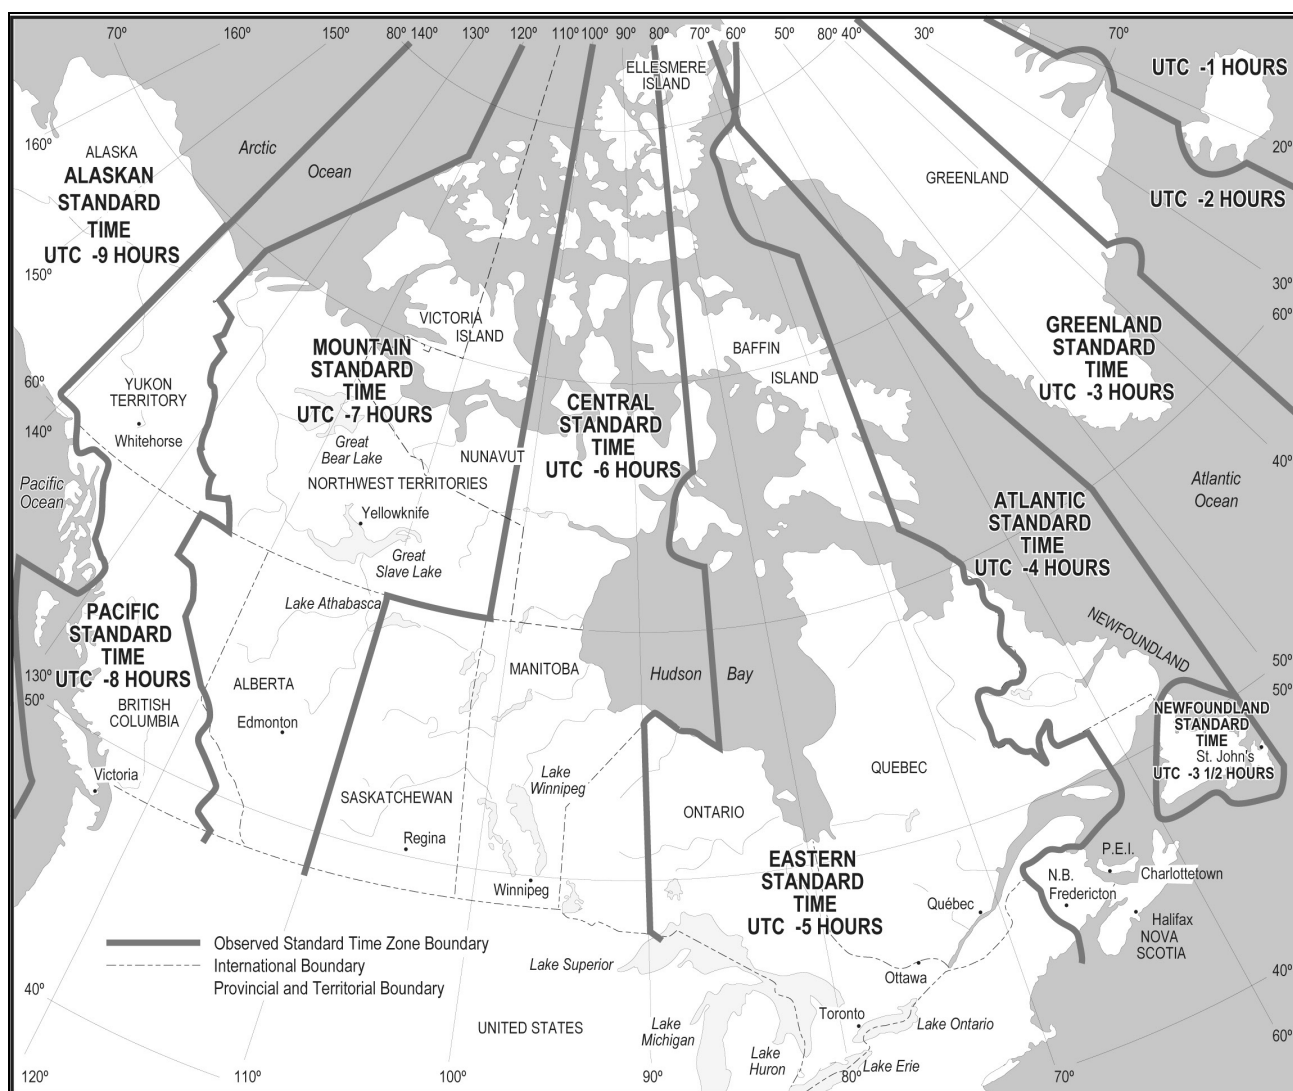 70º
160º
150º
80º
140º
130º
120º
110º
100º
90º
80º
70º
60º
50º
80º
40º
30º
70º
ELLESMERE
ISLAND
UTC -1 HOURS
160º
ALASKA
ALASKAN
STANDARD
TIME
UTC -9 HOURS
Arctic
Ocean
20º
GREENLAND
UTC -2 HOURS
150º
30º
60º
VICTORIA
ISLAND
MOUNTAIN
STANDARD
TIME
UTC -7 HOURS
BAFFIN
ISLAND
GREENLAND
STANDARD
TIME
UTC -3 HOURS
60º
140º
YUKON
TERRITORY
Whitehorse
CENTRAL
STANDARD
TIME
UTC -6 HOURS
Great
Bear Lake
NUNAVUT
NORTHWEST TERRITORIES
40º
Pacific
Ocean
Atlantic
Ocean
Yellowknife
ATLANTIC
STANDARD
TIME
UTC -4 HOURS
Great
Slave Lake
Lake Athabasca
PACIFIC
STANDARD
TIME
UTC -8 HOURS
NEWFOUNDLAND
130º
50º
50º
50º
BRITISH
COLUMBIA
ALBERTA
Edmonton
MANITOBA
Hudson
Bay
NEWFOUNDLAND
STANDARD
TIME
St. John's
UTC -3 1/2 HOURS
Victoria
Lake
Winnipeg
QUEBEC
SASKATCHEWAN
Regina
ONTARIO
Winnipeg
EASTERN
STANDARD
TIME
UTC -5 HOURS
P.E.I.
Charlottetown
N.B.
Fredericton
Québec
Halifax
NOVA
SCOTIA
Observed Standard Time Zone Boundary
International Boundary
Provincial and Territorial Boundary
Lake Superior
Ottawa
40º
40º
Toronto
Lake Ontario
UNITED STATES
Lake
Michigan
Lake
Huron
Lake Erie
60º
120º
110º
100º
90º
80º
70º